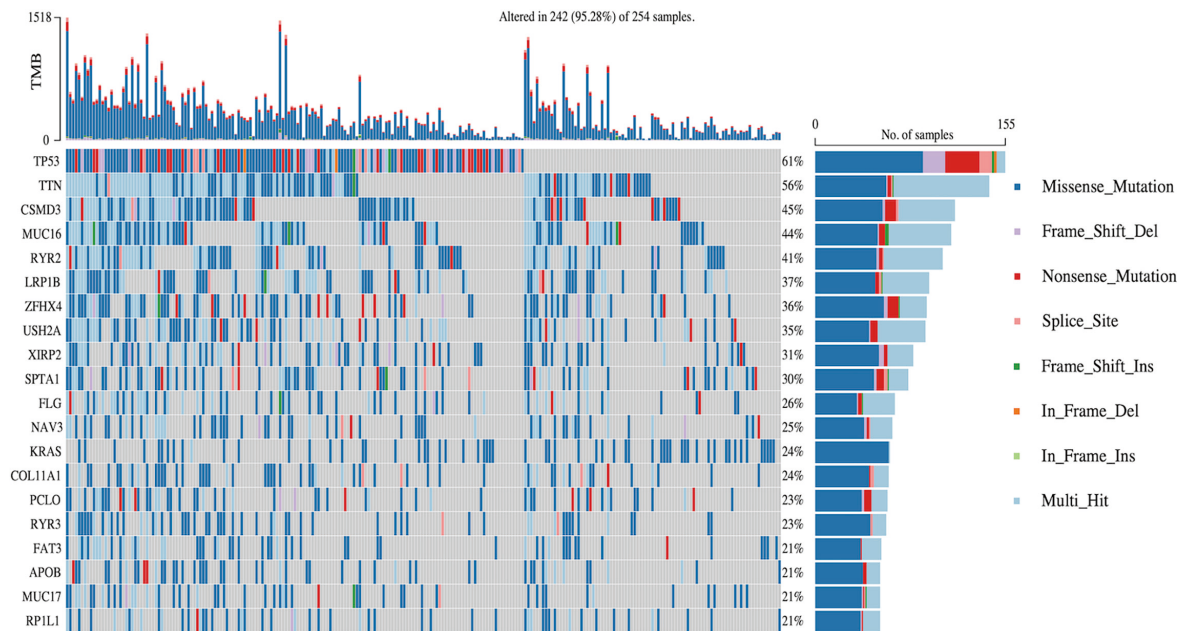 Altered in 242 (95.28%) of 254 samples.
1518
TMB
0
0 155
No. of samples
TP53 61%
TTN 56%
CSMD3 45%
MUC16 44%
RYR2 41%
LRP1B 37%
ZFHX4 36%
USH2A 35%
XIRP2 31%
SPTA1 30%
FLG 26%
NAV3 25%
KRAS 24%
COL11A1 24%
PCLO 23%
RYR3 23%
FAT3 21%
APOB 21%
MUC17 21%
RP1L1 21%
Missense_Mutation
Frame_Shift_Del
Nonsense_Mutation
Splice_Site
Frame_Shift_Ins
In_Frame_Del
In_Frame_Ins
Multi_Hit